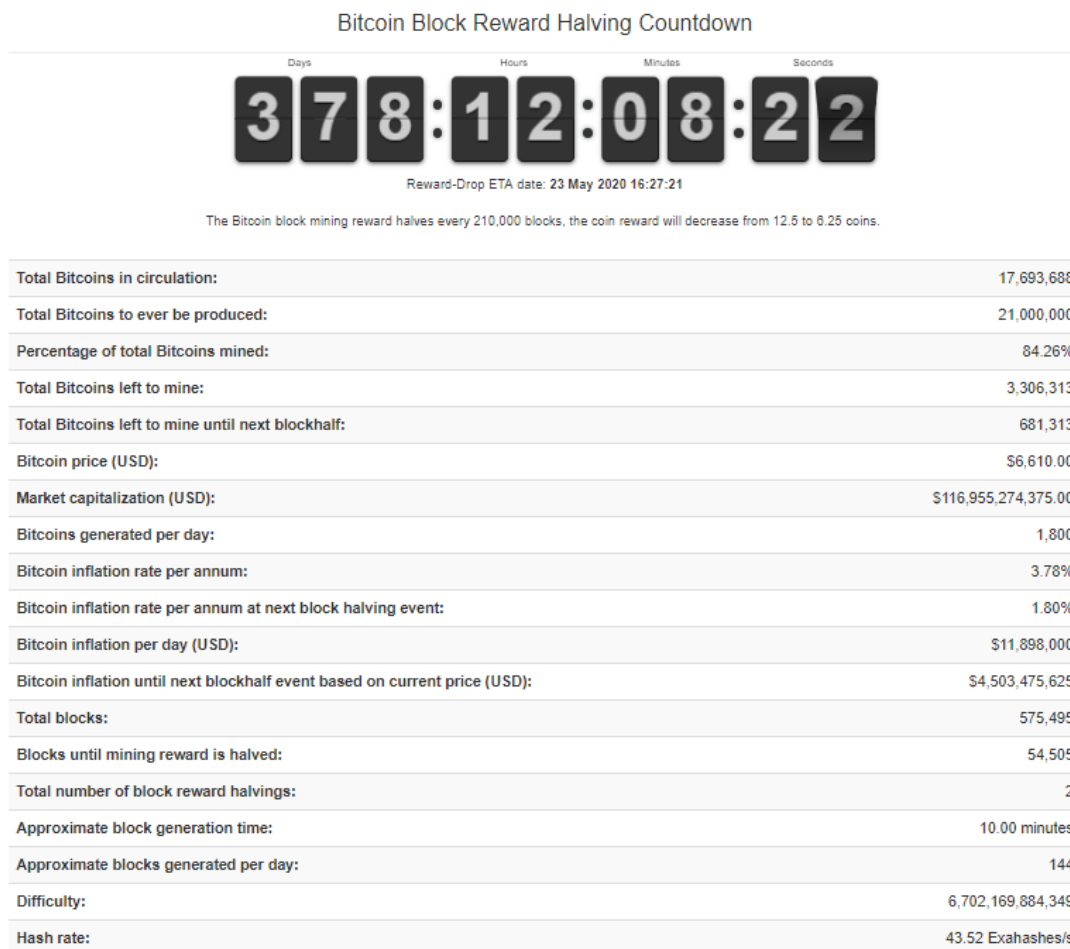 Bitcoin Block Reward Halving Countdown
Days Hours Minutes Seconds
378:12:08:22
Reward-Drop ETA date: 23 May 2020 16:27:21
The Bitcoin block mining reward halves every 210,000 blocks, the coin reward will decrease from 12.5 to 6.25 coins.
Total Bitcoins in circulation: 17,693,688
Total Bitcoins to ever be produced: 21,000,000
Percentage of total Bitcoins mined: 84.26%
Total Bitcoins left to mine: 3,306,313
Total Bitcoins left to mine until next blockhalf: 681,313
Bitcoin price (USD): $6,610.00
Market capitalization (USD): $116,955,274,375.00
Bitcoins generated per day: 1,800
Bitcoin inflation rate per annum: 3.78%
Bitcoin inflation rate per annum at next block halving event: 1.80%
Bitcoin inflation per day (USD): $11,898,000
Bitcoin inflation until next blockhalf event based on current price (USD): $4,503,475,625
Total blocks: 575,495
Blocks until mining reward is halved: 54,505
Total number of block reward halvings: 2
Approximate block generation time: 10.00 minutes
Approximate blocks generated per day: 144
Difficulty: 6,702,169,884,349
Hash rate: 43.52 Exahashes/s